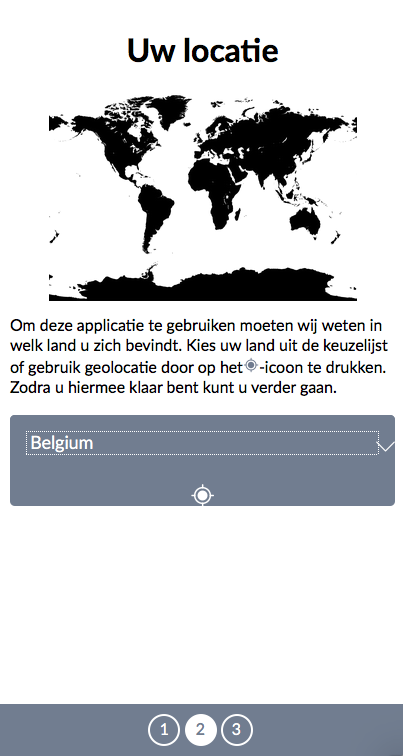 Uw locatie
Om deze applicatie te gebruiken moeten wij weten in
welk land u zich bevindt. Kies uw land uit de keuzelijst
of gebruik geolocatie door op het -icoon te drukken.
Zodra u hiermee klaar bent kunt u verder gaan.
Belgium
1 2 3